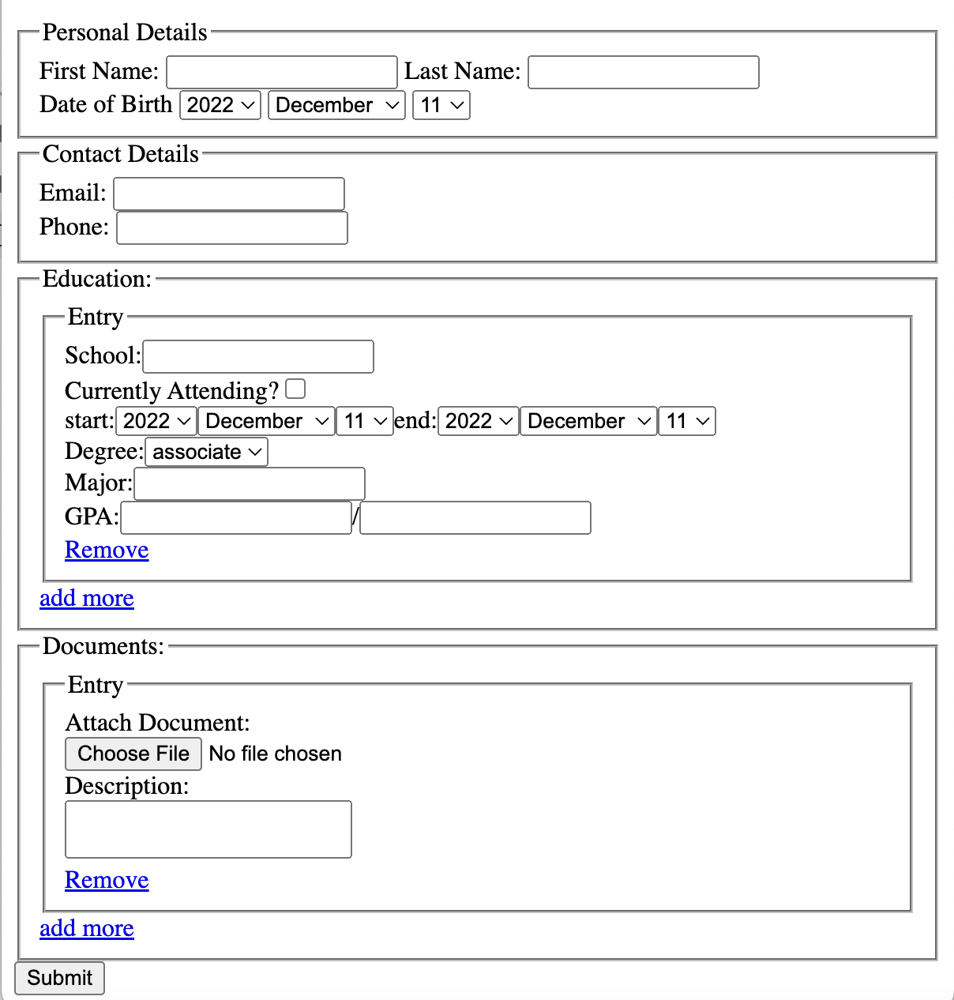 Personal Details
First Name: Last Name:
Date of Birth 2022 December 11
Contact Details
Email:
Phone:
Education:
Entry
School:
Currently Attending?
start: 2022 December 11 end: 2022 December 11
Degree: associate
Major:
GPA: /
Remove
add more
Documents:
Entry
Attach Document:
Choose File No file chosen
Description:
Remove
add more
Submit